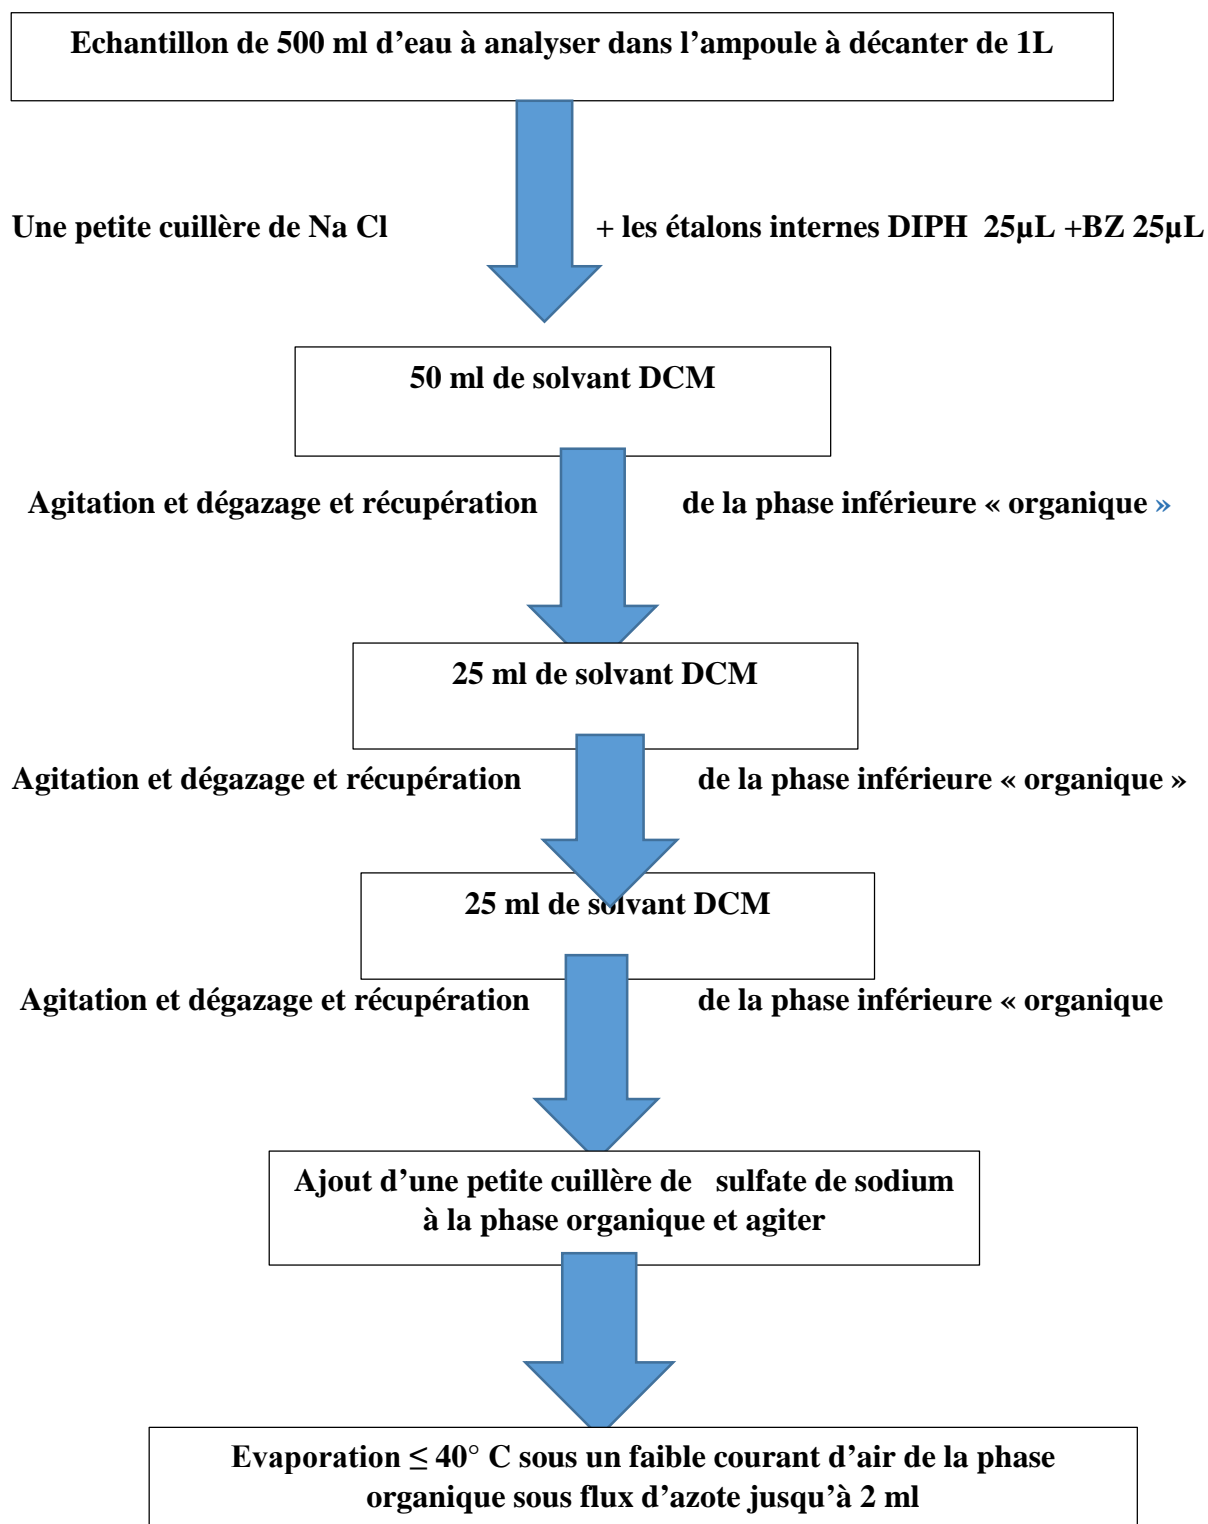 Echantillon de 500 ml d’eau à analyser dans l’ampoule à décanter de 1L
Une petite cuillère de Na Cl + les étalons internes DIPH 25µL +BZ 25µL
50 ml de solvant DCM
Agitation et dégazage et récupération de la phase inférieure « organique »
25 ml de solvant DCM
Agitation et dégazage et récupération de la phase inférieure « organique »
25 ml de solvant DCM
Agitation et dégazage et récupération de la phase inférieure « organique
Ajout d’une petite cuillère de sulfate de sodium
à la phase organique et agiter
Evaporation ≤ 40° C sous un faible courant d’air de la phase
organique sous flux d’azote jusqu’à 2 ml